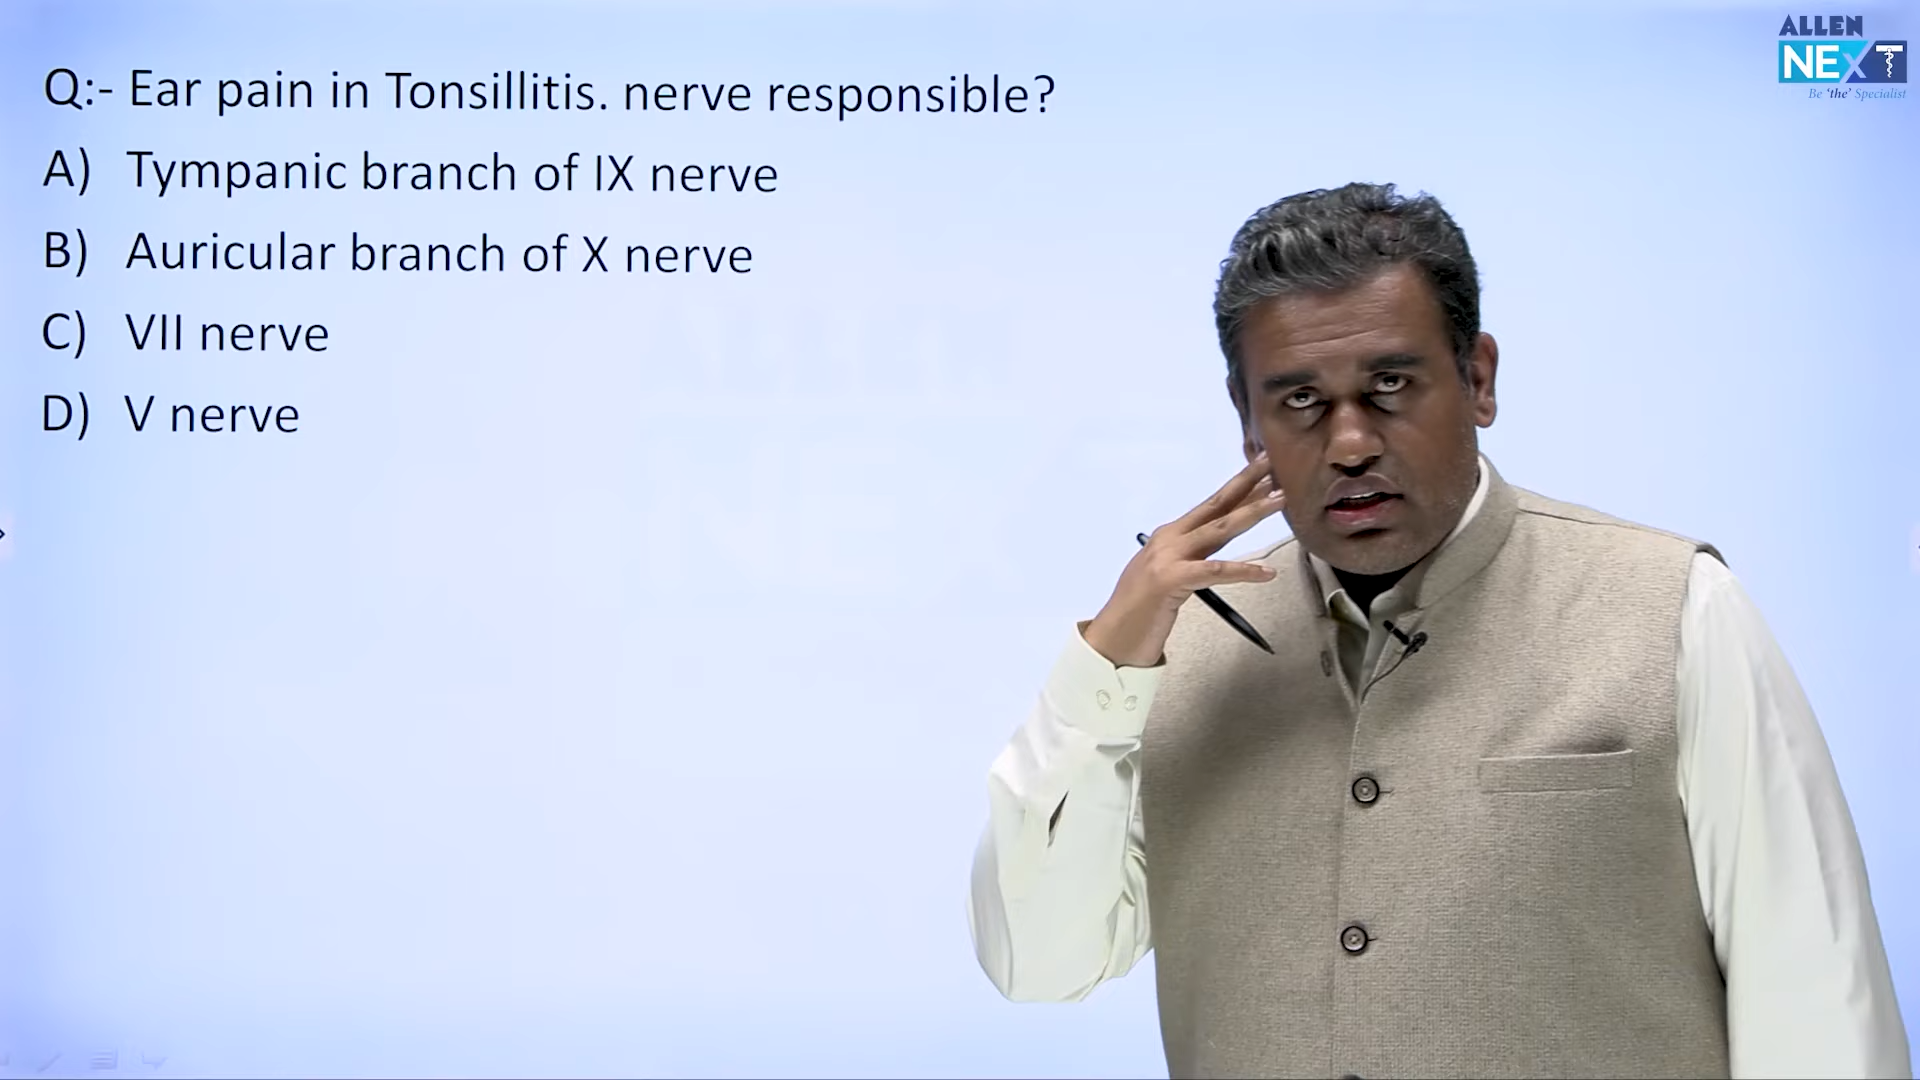 ALLEN
NEXT
Be 'the' Specialist
Q:- Ear pain in Tonsillitis. nerve responsible?
A) Tympanic branch of IX nerve
B) Auricular branch of X nerve
C) VII nerve
D) V nerve